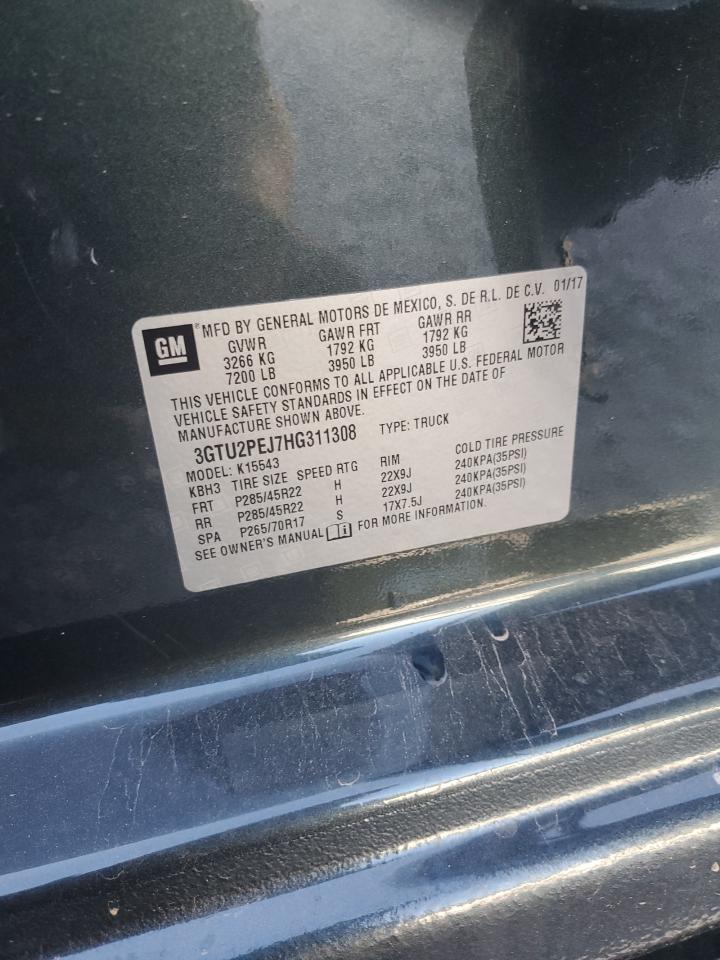 GM ® MFD BY GENERAL MOTORS DE MEXICO, S. DE R.L. DE C.V. 01/17
GVWR GAWR FRT GAWR RR
3266 KG 1792 KG 1792 KG
7200 LB 3950 LB 3950 LB
THIS VEHICLE CONFORMS TO ALL APPLICABLE U.S. FEDERAL MOTOR
VEHICLE SAFETY STANDARDS IN EFFECT ON THE DATE OF
MANUFACTURE SHOWN ABOVE.
3GTU2PEJ7HG311308 TYPE: TRUCK
MODEL: K15543
KBH3 TIRE SIZE SPEED RTG RIM COLD TIRE PRESSURE
FRT P285/45R22 H 22X9J 240KPA(35PSI)
RR P285/45R22 H 22X9J 240KPA(35PSI)
SPA P265/70R17 S 17X7.5J 240KPA(35PSI)
SEE OWNER'S MANUAL FOR MORE INFORMATION.